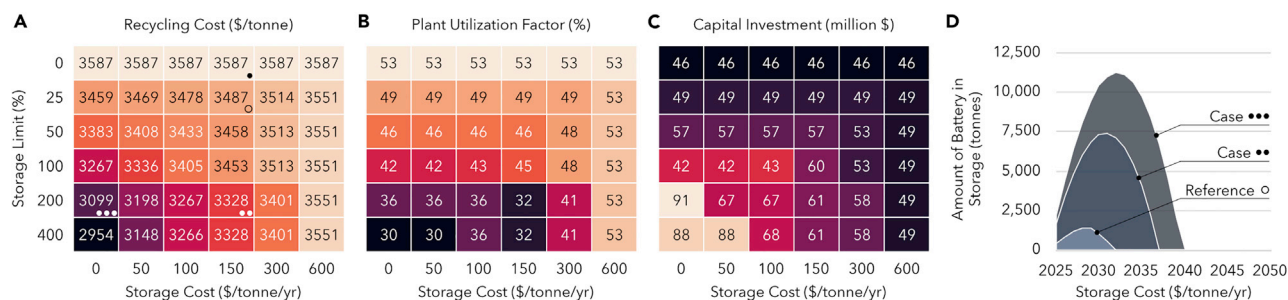 A Recycling Cost ($/tonne)
Storage Limit (%)
0 3587 3587 3587 3587 3587 3587
25 3459 3469 3478 3487 3514 3551
50 3383 3408 3433 3458 3513 3551
100 3267 3336 3405 3453 3513 3551
200 3099 3198 3267 3328 3401 3551
400 2954 3148 3266 3328 3401 3551
0 50 100 150 300 600
Storage Cost ($/tonne/yr)
B Plant Utilization Factor (%)
53 53 53 53 53 53
49 49 49 49 49 53
46 46 46 46 48 53
42 42 43 45 48 53
36 36 36 32 41 53
30 30 36 32 41 53
0 50 100 150 300 600
Storage Cost ($/tonne/yr)
C Capital Investment (million $)
46 46 46 46 46 46
49 49 49 49 49 49
57 57 57 57 53 49
42 42 43 60 53 49
91 67 67 61 58 49
88 88 68 61 58 49
0 50 100 150 300 600
Storage Cost ($/tonne/yr)
D
Amount of Battery in
Storage (tonnes)
12,500
10,000
7,500
5,000
2,500
0
Case ●●●
Case ●●
Reference ○
2025 2030 2035 2040 2045 2050
Storage Cost ($/tonne/yr)